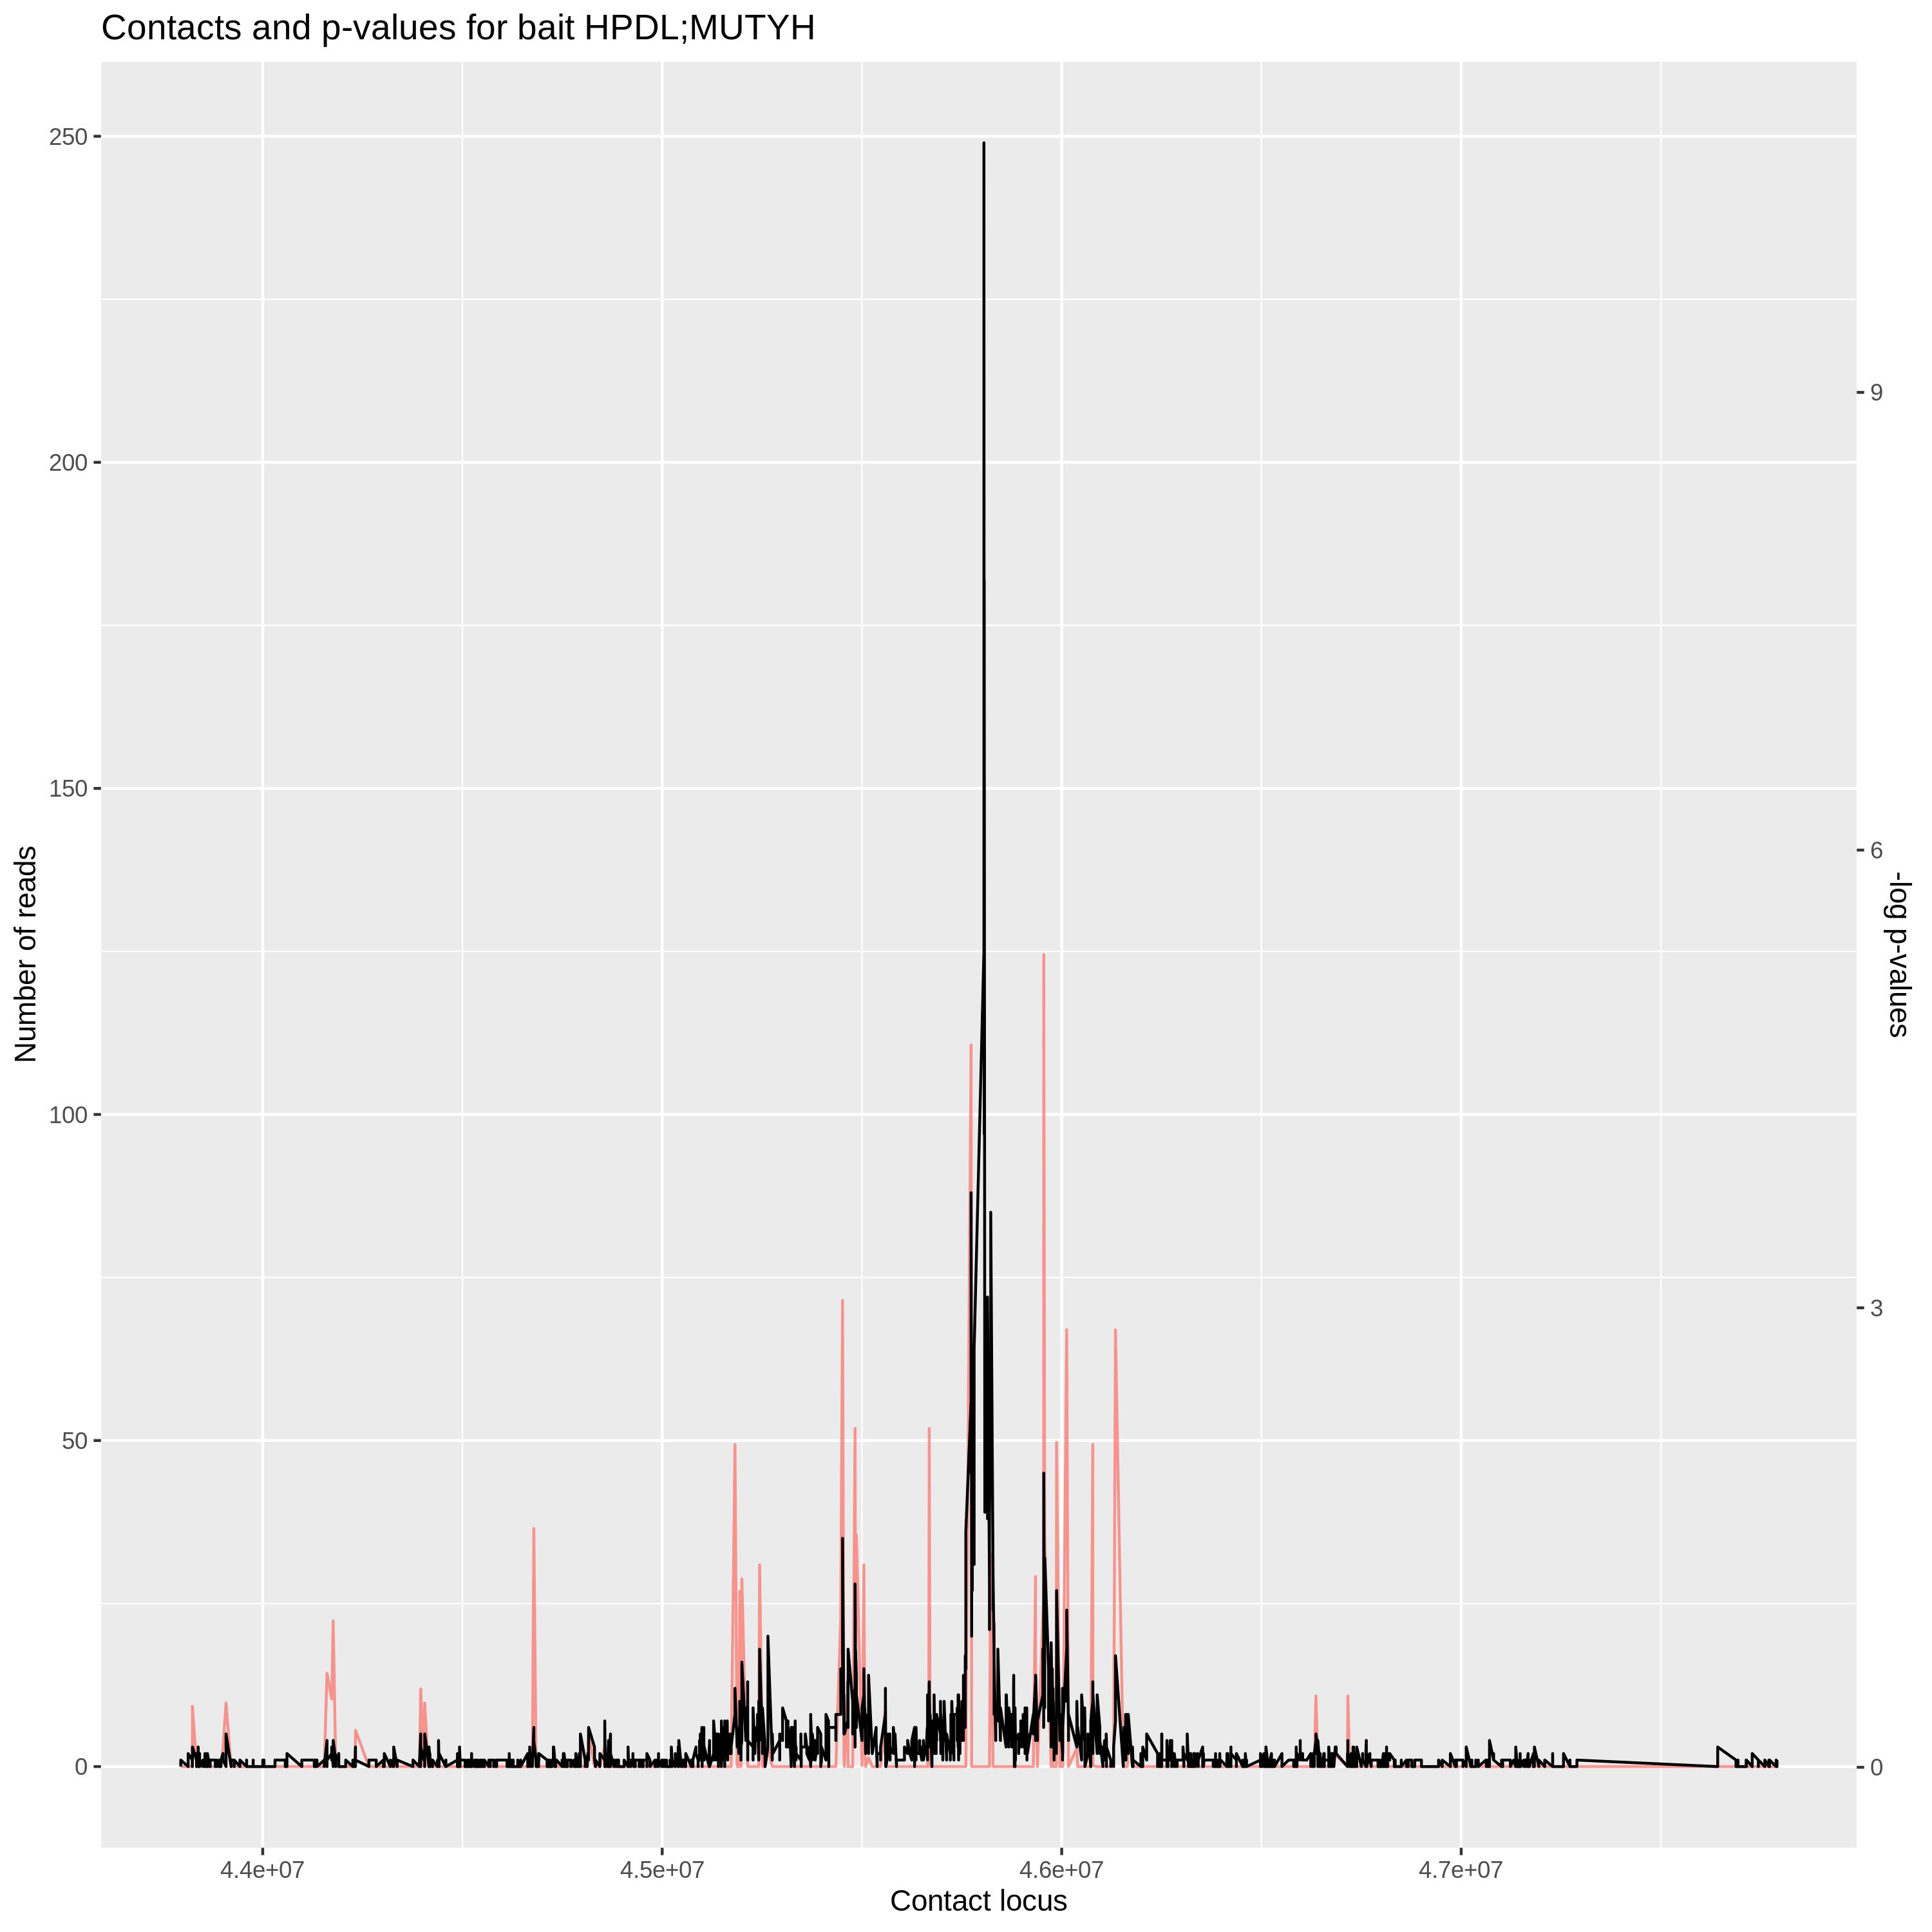 Contacts and p-values for bait HPDL;MUTYH
250
200
150
100
50
0
Number of reads
9
6
3
0
-log p-values
4.4e+07
4.5e+07
4.6e+07
4.7e+07
Contact locus